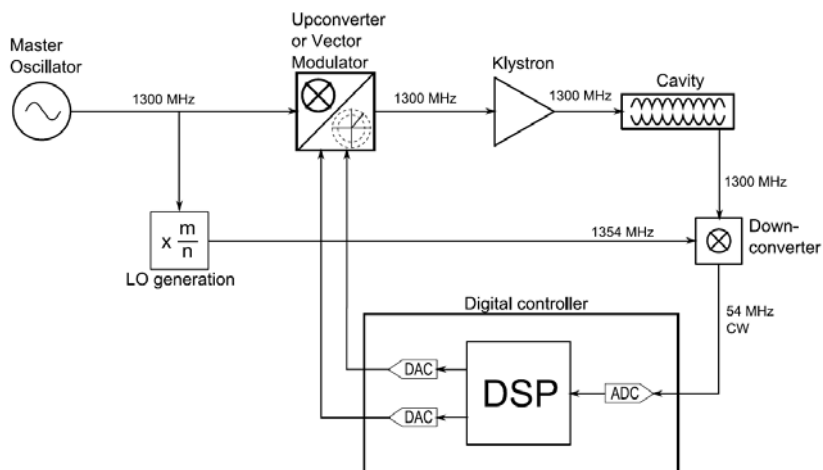 Upconverter
or Vector
Modulator
Master
Oscillator
Klystron
Cavity
1300 MHz
1300 MHz
1300 MHz
1300 MHz
x m/n
LO generation
1354 MHz
Down-
converter
Digital controller
54 MHz
CW
DAC
DAC
DSP
ADC